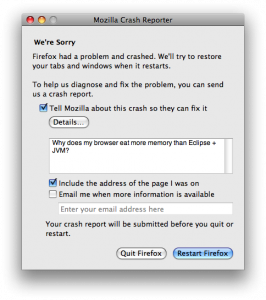 Mozilla Crash Reporter
We're Sorry
Firefox had a problem and crashed. We'll try to restore
your tabs and windows when it restarts.
To help us diagnose and fix the problem, you can send
us a crash report.
Tell Mozilla about this crash so they can fix it
Details...
Why does my browser eat more memory than Eclipse +
JVM?
Include the address of the page I was on
Email me when more information is available
Enter your email address here
Your crash report will be submitted before you quit or
restart.
Quit Firefox Restart Firefox